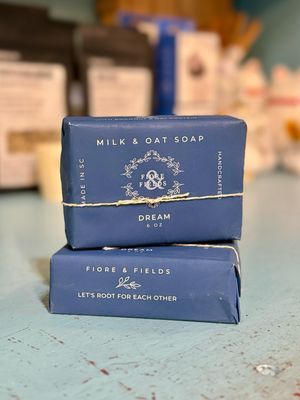 MILK & OAT SOAP
MADE IN SC
FIORE
&
FIELDS
HANDCRAFTED
DREAM
6 OZ
DREAM
FIORE & FIELDS
LET'S ROOT FOR EACH OTHER